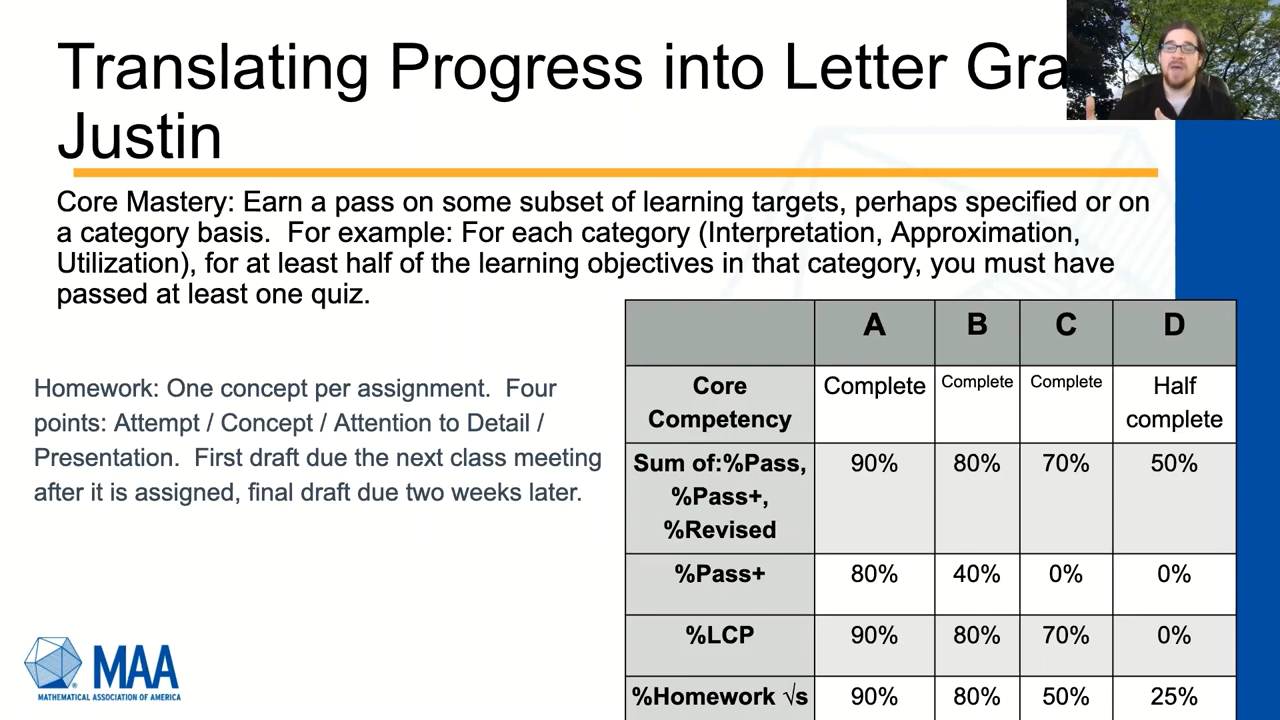 Translating Progress into Letter Gra
Justin
Core Mastery: Earn a pass on some subset of learning targets, perhaps specified or on
a category basis.  For example: For each category (Interpretation, Approximation,
Utilization), for at least half of the learning objectives in that category, you must have
passed at least one quiz.
Homework: One concept per assignment.  Four
points: Attempt / Concept / Attention to Detail /
Presentation.  First draft due the next class meeting
after it is assigned, final draft due two weeks later.
A B C D
Core Competency Complete Complete Complete Half complete
Sum of:%Pass, %Pass+, %Revised 90% 80% 70% 50%
%Pass+ 80% 40% 0% 0%
%LCP 90% 80% 70% 0%
%Homework √s 90% 80% 50% 25%
MAA
MATHEMATICAL ASSOCIATION OF AMERICA